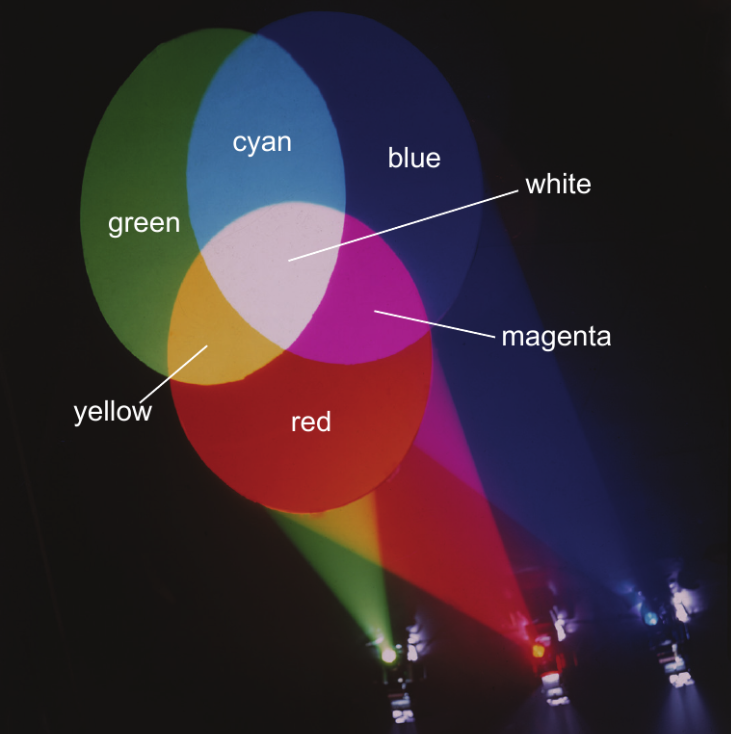 cyan
blue
white
green
magenta
yellow
red